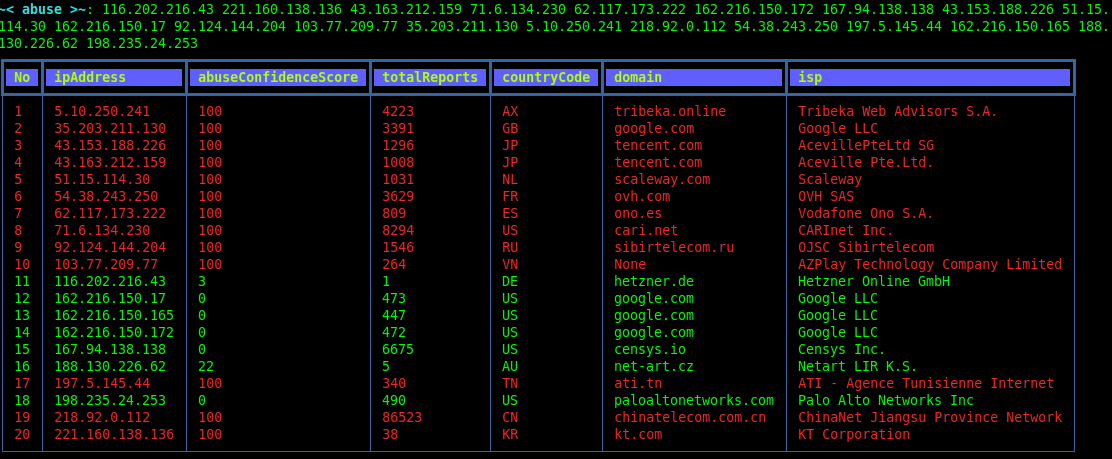 ~< abuse >~: 116.202.216.43 221.160.138.136 43.163.212.159 71.6.134.230 62.117.173.222 162.216.150.172 167.94.138.138 43.153.188.226 51.15.
114.30 162.216.150.17 92.124.144.204 103.77.209.77 35.203.211.130 5.10.250.241 218.92.0.112 54.38.243.250 197.5.145.44 162.216.150.165 188.
130.226.62 198.235.24.253
No ipAddress abuseConfidenceScore totalReports countryCode domain isp
1 5.10.250.241 100 4223 AX tribeka.online Tribeka Web Advisors S.A.
2 35.203.211.130 100 3391 GB google.com Google LLC
3 43.153.188.226 100 1296 JP tencent.com AcevillePteLtd SG
4 43.163.212.159 100 1008 JP tencent.com Aceville Pte.Ltd.
5 51.15.114.30 100 1031 NL scaleway.com Scaleway
6 54.38.243.250 100 3629 FR ovh.com OVH SAS
7 62.117.173.222 100 809 ES ono.es Vodafone Ono S.A.
8 71.6.134.230 100 8294 US cari.net CARInet Inc.
9 92.124.144.204 100 1546 RU sibirtelecom.ru OJSC Sibirtelecom
10 103.77.209.77 100 264 VN None AZPlay Technology Company Limited
11 116.202.216.43 3 1 DE hetzner.de Hetzner Online GmbH
12 162.216.150.17 0 473 US google.com Google LLC
13 162.216.150.165 0 447 US google.com Google LLC
14 162.216.150.172 0 472 US google.com Google LLC
15 167.94.138.138 0 6675 US censys.io Censys Inc.
16 188.130.226.62 22 5 AU net-art.cz Netart LIR K.S.
17 197.5.145.44 100 340 TN ati.tn ATI - Agence Tunisienne Internet
18 198.235.24.253 0 490 US paloaltonetworks.com Palo Alto Networks Inc
19 218.92.0.112 100 86523 CN chinatelecom.com.cn ChinaNet Jiangsu Province Network
20 221.160.138.136 100 38 KR kt.com KT Corporation